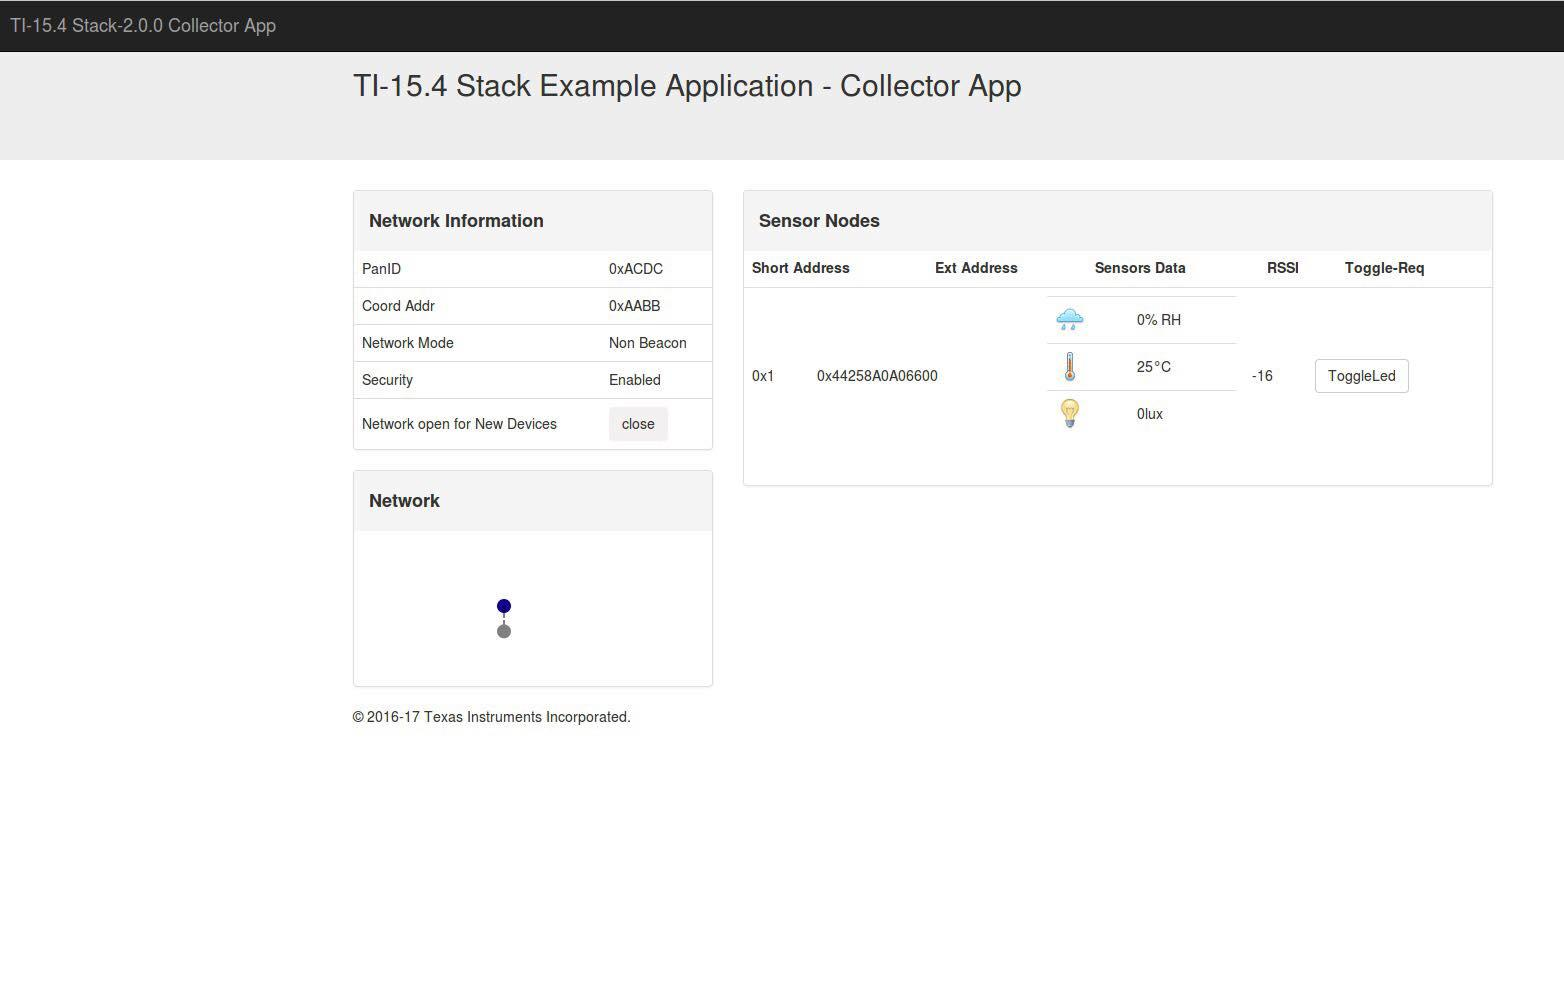 TI-15.4 Stack-2.0.0 Collector App
TI-15.4 Stack Example Application - Collector App
Network Information
PanID 0xACDC
Coord Addr 0xAABB
Network Mode Non Beacon
Security Enabled
Network open for New Devices close
Network
Sensor Nodes
Short Address Ext Address Sensors Data RSSI Toggle-Req
0% RH
25°C
0x1 0x44258A0A06600 -16 ToggleLed
0lux
© 2016-17 Texas Instruments Incorporated.